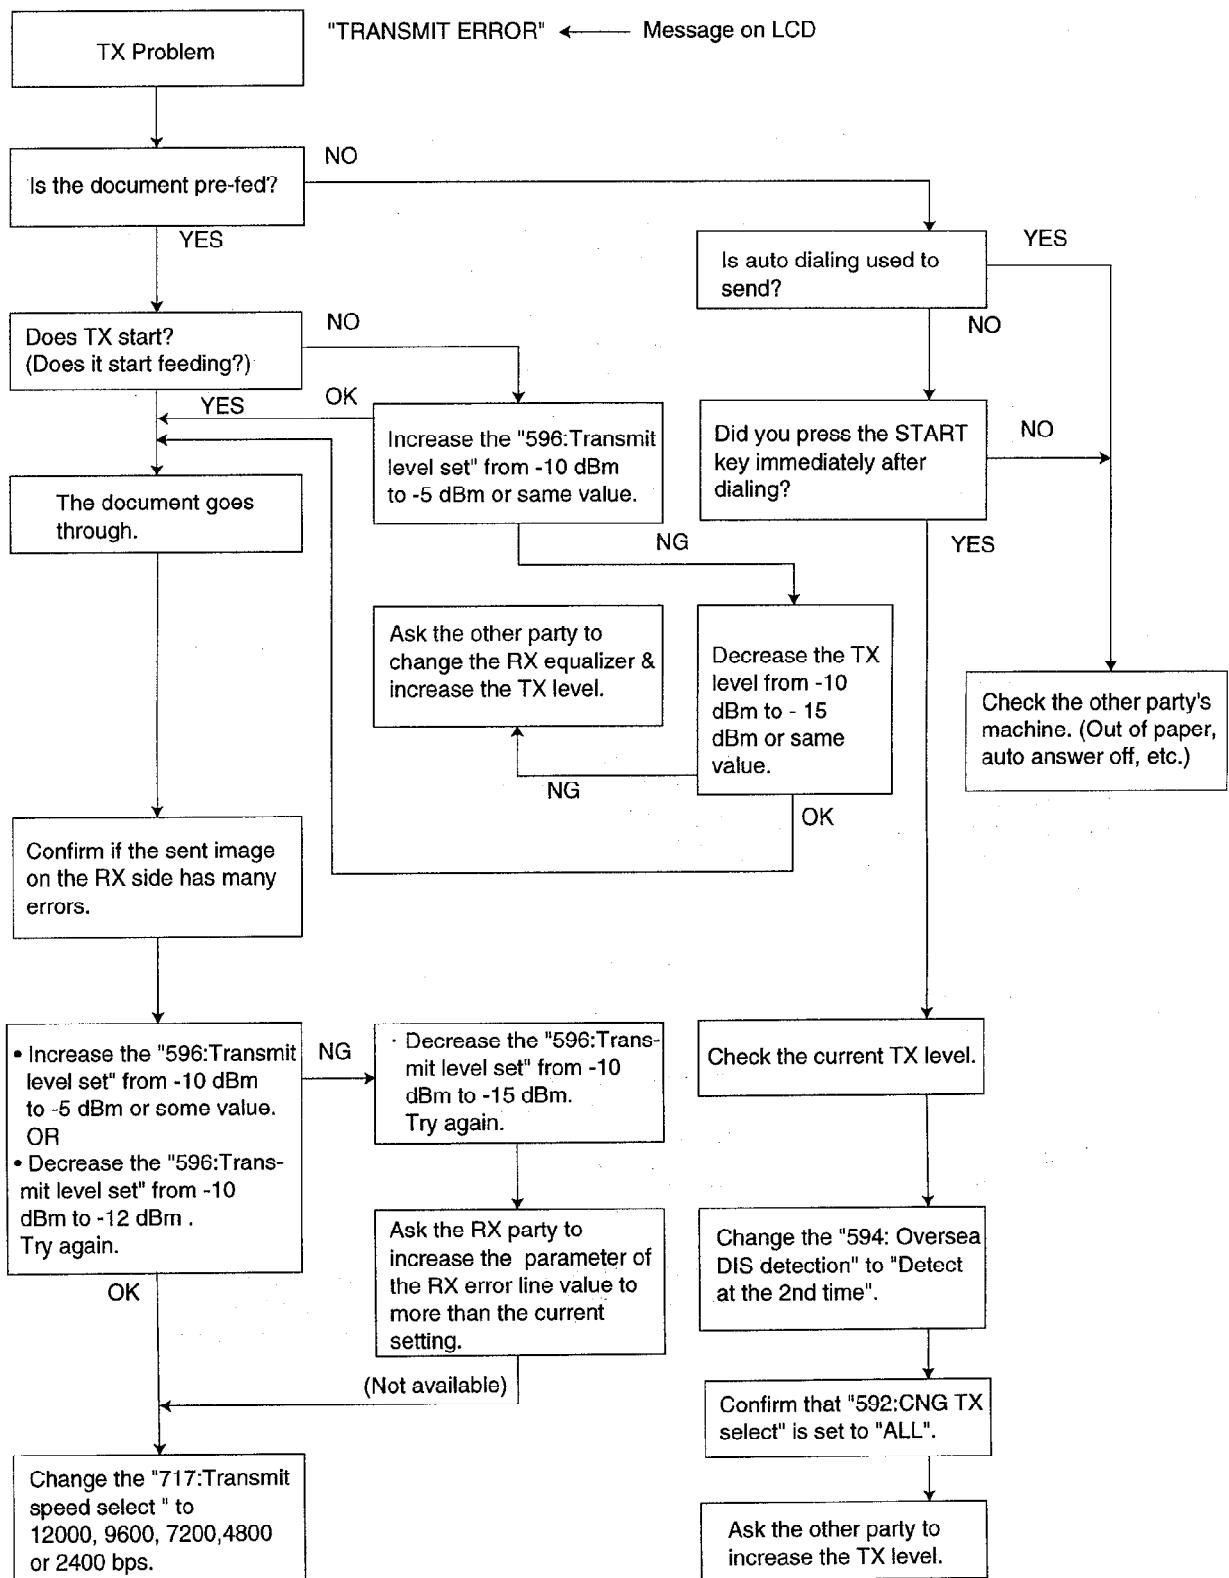 TX Problem
"TRANSMIT ERROR" Message on LCD
NO
Is the document pre-fed?
YES
Is auto dialing used to
send?
YES
NO
Does TX start?
(Does it start feeding?)
NO
YES
OK
Increase the "596:Transmit
level set" from -10 dBm
to -5 dBm or same value.
NG
Did you press the START
key immediately after
dialing?
NO
YES
The document goes
through.
Ask the other party to
change the RX equalizer &
increase the TX level.
Decrease the TX
level from -10
dBm to - 15
dBm or same
value.
NG
OK
Check the other party's
machine. (Out of paper,
auto answer off, etc.)
Confirm if the sent image
on the RX side has many
errors.
• Increase the "596:Transmit
level set" from -10 dBm
to -5 dBm or some value.
OR
• Decrease the "596:Trans-
mit level set" from -10
dBm to -12 dBm .
Try again.
NG
OK
· Decrease the "596:Trans-
mit level set" from -10
dBm to -15 dBm.
Try again.
Ask the RX party to
increase the parameter of
the RX error line value to
more than the current
setting.
(Not available)
Change the "717:Transmit
speed select " to
12000, 9600, 7200,4800
or 2400 bps.
Check the current TX level.
Change the "594: Oversea
DIS detection" to "Detect
at the 2nd time".
Confirm that "592:CNG TX
select" is set to "ALL".
Ask the other party to
increase the TX level.